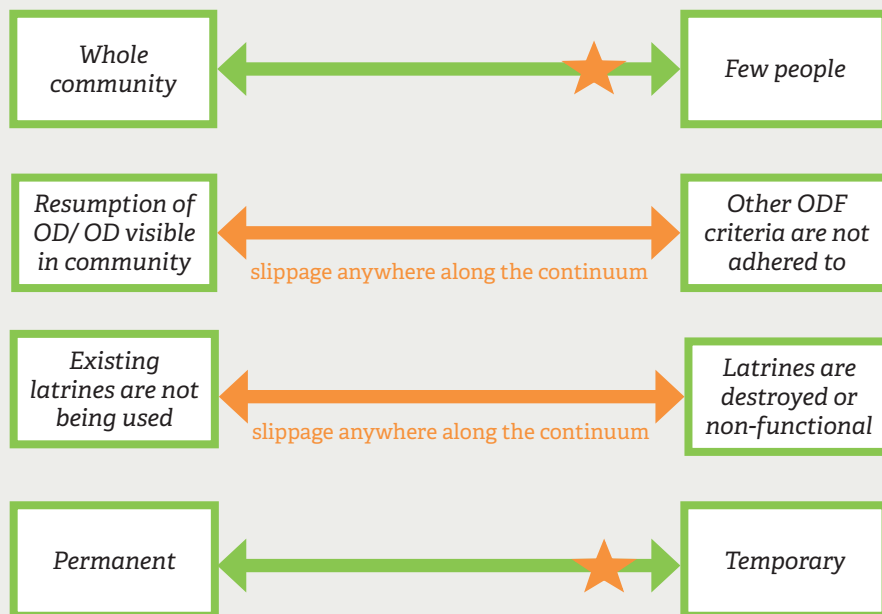 Whole
community
Few people
Resumption of
OD/ OD visible
in community
slippage anywhere along the continuum
Other ODF
criteria are not
adhered to
Existing
latrines are not
being used
slippage anywhere along the continuum
Latrines are
destroyed or
non-functional
Permanent
Temporary